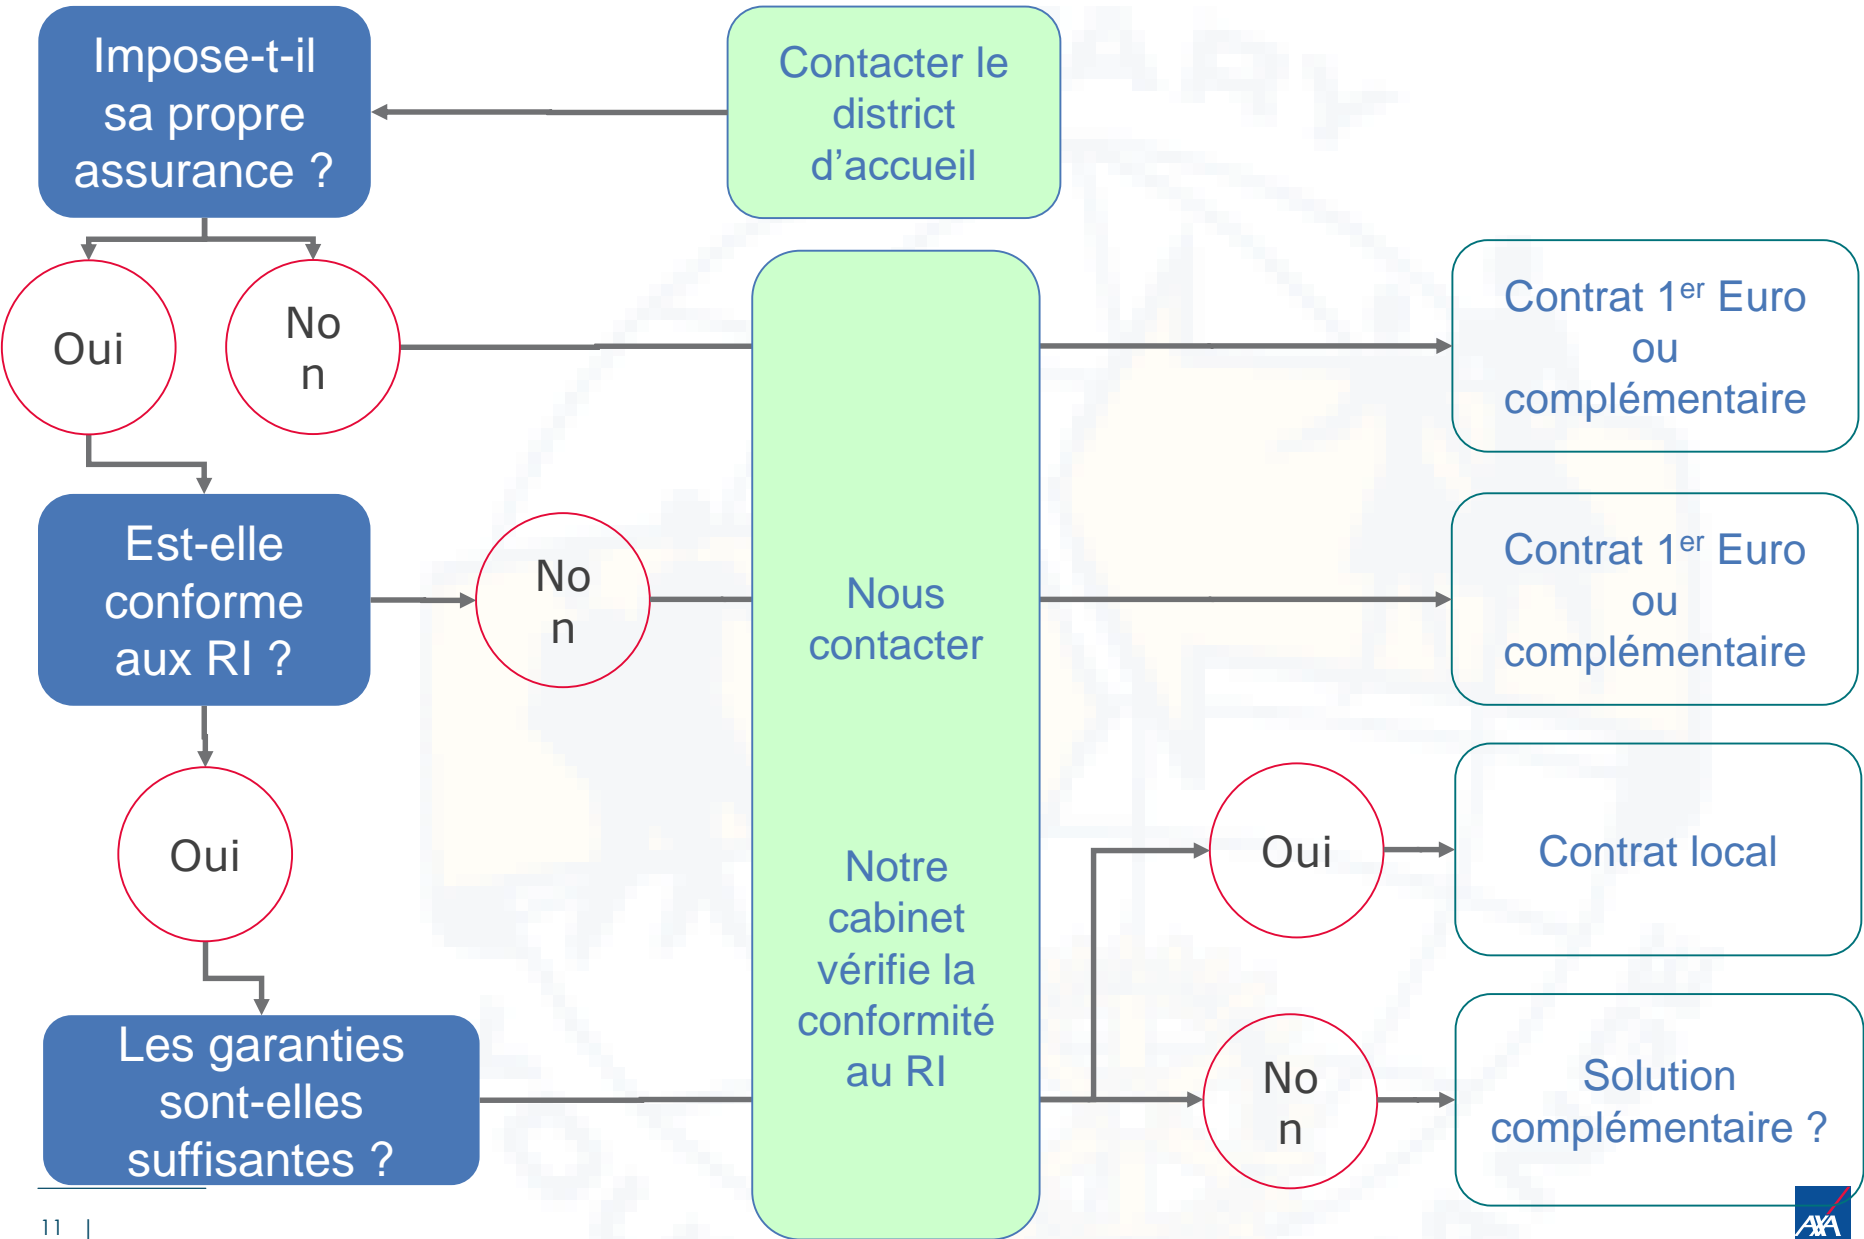 Impose-t-il
sa propre
assurance ?
Contacter le
district
d’accueil
Oui
No
n
Contrat 1er Euro
ou
complémentaire
Est-elle
conforme
aux RI ?
No
n
Nous
contacter
Contrat 1er Euro
ou
complémentaire
Oui
Notre
cabinet
vérifie la
conformité
au RI
Oui
Contrat local
Les garanties
sont-elles
suffisantes ?
No
n
Solution
complémentaire ?
11 |
AXA